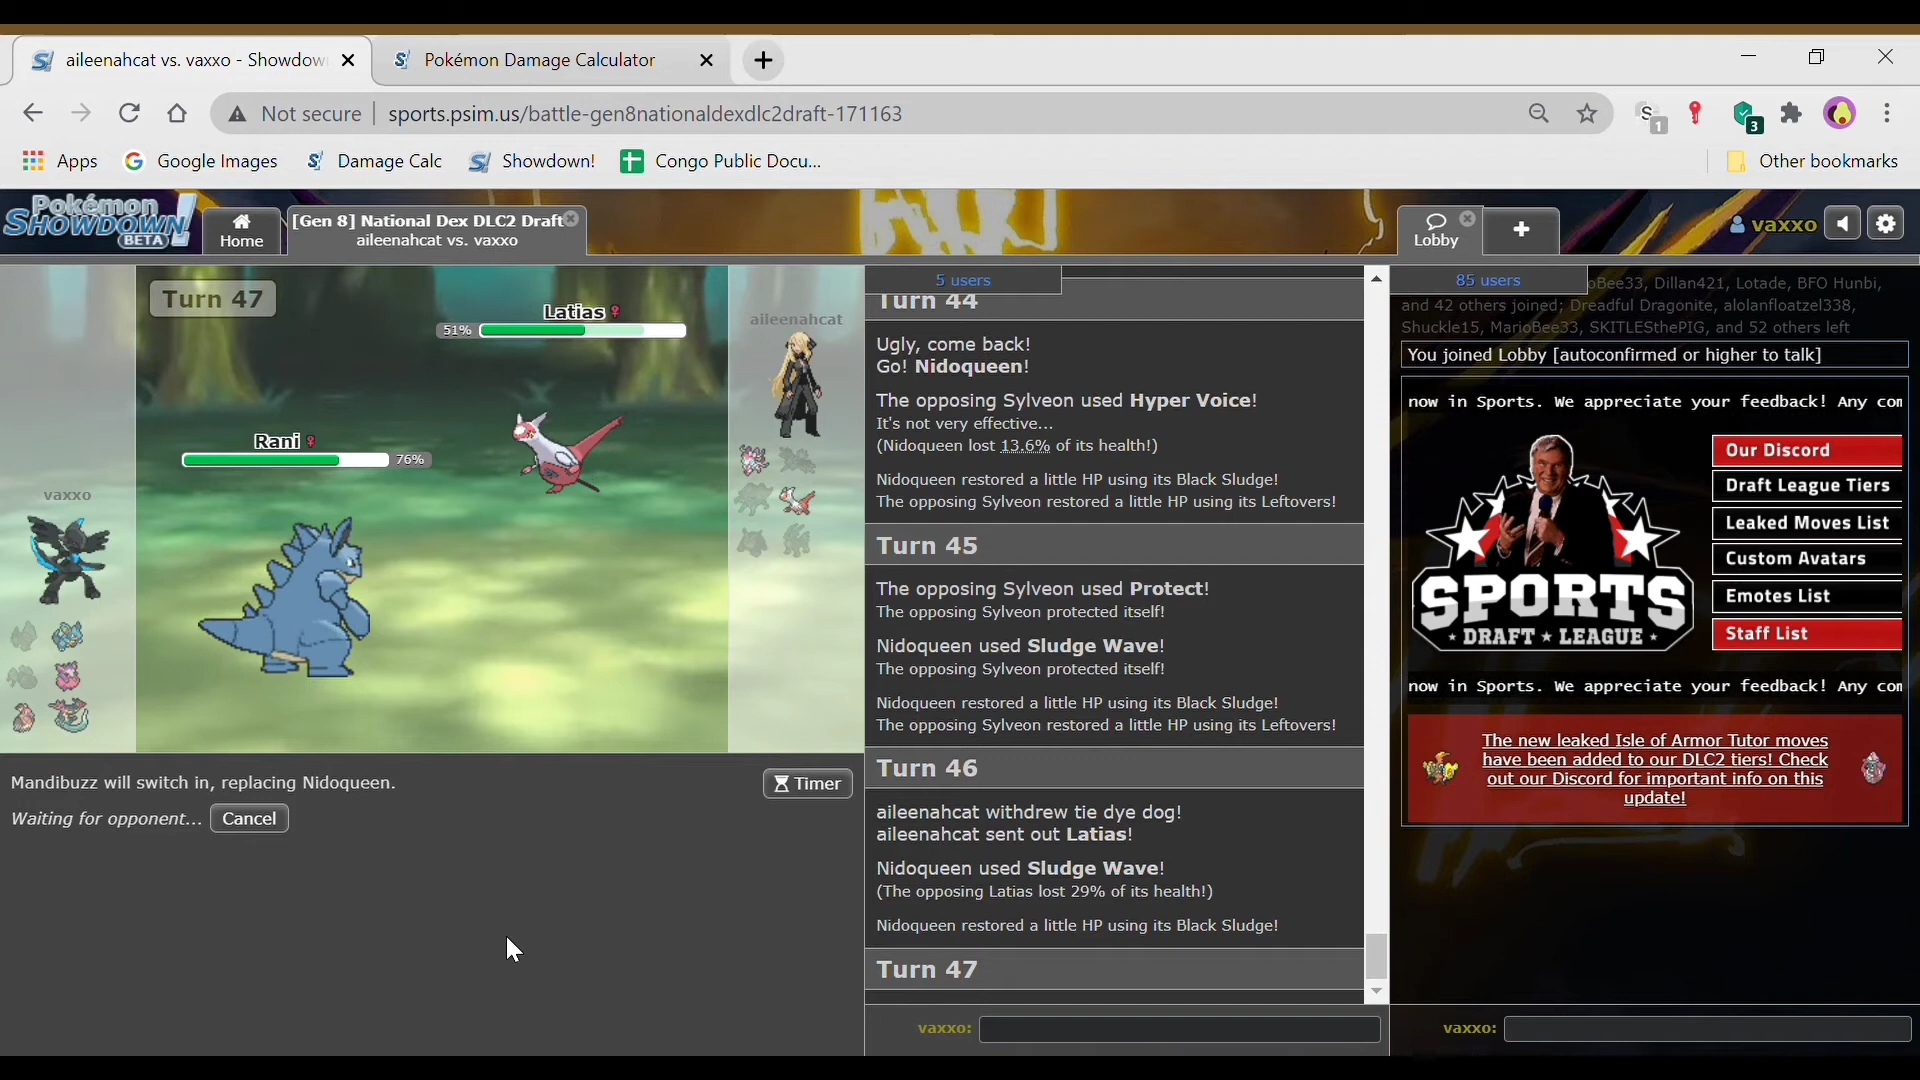 aileenahcat vs. vaxxo - Showdow
Pokémon Damage Calculator
Not secure
sports.psim.us/battle-gen8nationaldexdlc2draft-171163
S
1
3
Apps
Google Images
Damage Calc
Showdown!
Congo Public Docu...
Other bookmarks
Pokémon
SHOWDOWN!
BETA
Home
[Gen 8] National Dex DLC2 Draft
aileenahcat vs. vaxxo
Lobby
vaxxo
Turn 47
Latias ♀
51%
Rani ♀
76%
aileenahcat
vaxxo
Mandibuzz will switch in, replacing Nidoqueen.
Timer
Waiting for opponent...
Cancel
5 users
Turn 44
Ugly, come back!
Go! Nidoqueen!
The opposing Sylveon used Hyper Voice!
It's not very effective...
(Nidoqueen lost 13.6% of its health!)
Nidoqueen restored a little HP using its Black Sludge!
The opposing Sylveon restored a little HP using its Leftovers!
Turn 45
The opposing Sylveon used Protect!
The opposing Sylveon protected itself!
Nidoqueen used Sludge Wave!
The opposing Sylveon protected itself!
Nidoqueen restored a little HP using its Black Sludge!
The opposing Sylveon restored a little HP using its Leftovers!
Turn 46
aileenahcat withdrew tie dye dog!
aileenahcat sent out Latias!
Nidoqueen used Sludge Wave!
(The opposing Latias lost 29% of its health!)
Nidoqueen restored a little HP using its Black Sludge!
Turn 47
vaxxo:
85 users
oBee33, Dillan421, Lotade, BFO Hunbi,
and 42 others joined; Dreadful Dragonite, alolanfloatzel338,
Shuckle15, MarioBee33, SKITLESthePIG, and 52 others left
You joined Lobby [autoconfirmed or higher to talk]
now in Sports. We appreciate your feedback! Any com
Our Discord
Draft League Tiers
Leaked Moves List
Custom Avatars
Emotes List
Staff List
SPORTS
DRAFT ★ LEAGUE
now in Sports. We appreciate your feedback! Any com
The new leaked Isle of Armor Tutor moves
have been added to our DLC2 tiers! Check
out our Discord for important info on this
update!
vaxxo: